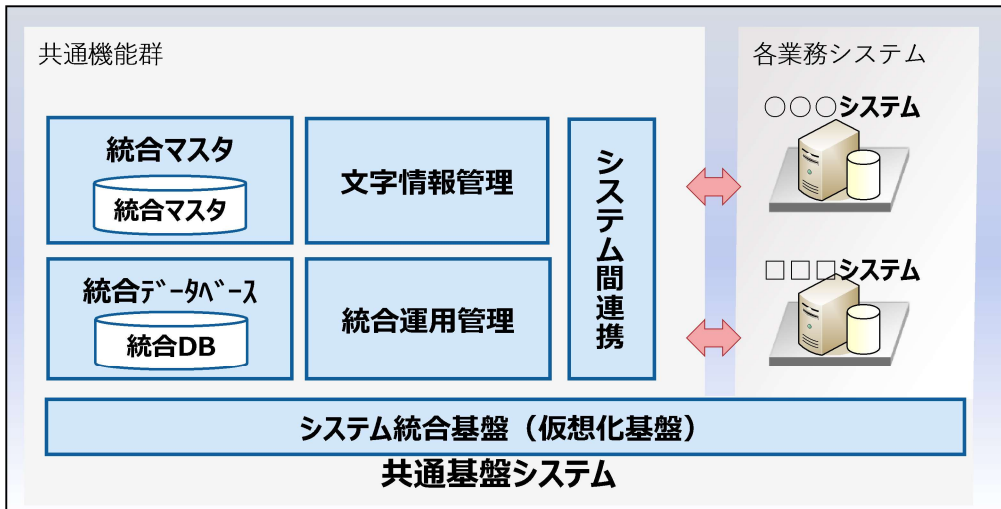 共通機能群
各業務システム
統合マスタ
統合マスタ
文字情報管理
システム間連携
○○○システム
統合ﾃﾞｰﾀﾍﾞｰｽ
統合DB
統合運用管理
□□□システム
システム統合基盤（仮想化基盤）
共通基盤システム